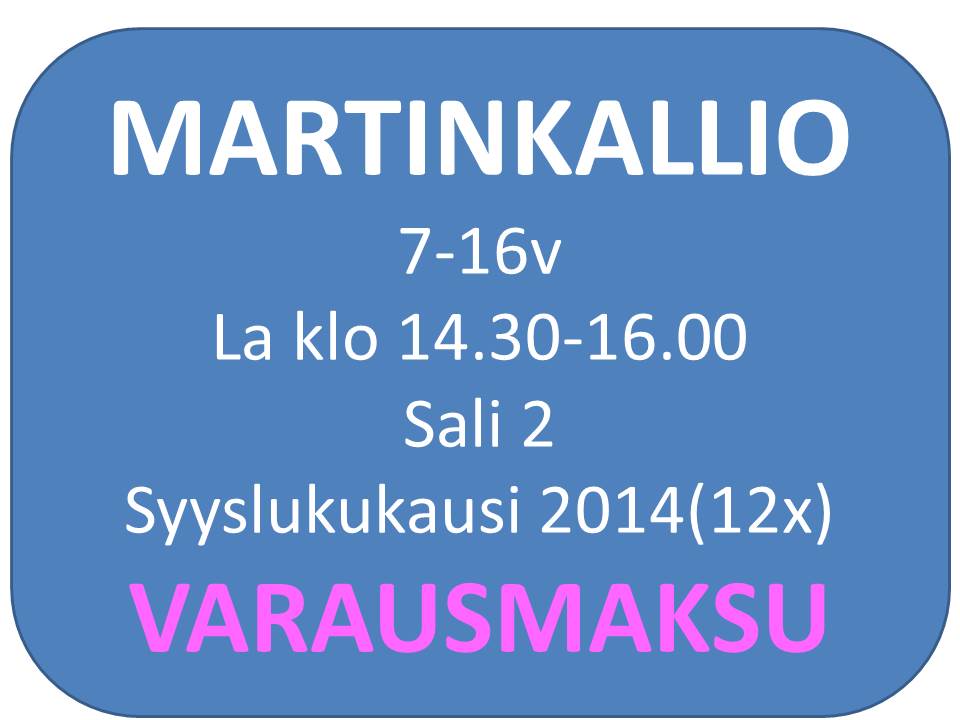 MARTINKALLIO
7-16v
La klo 14.30-16.00
Sali 2
Syyslukukausi 2014(12x)
VARAUSMAKSU